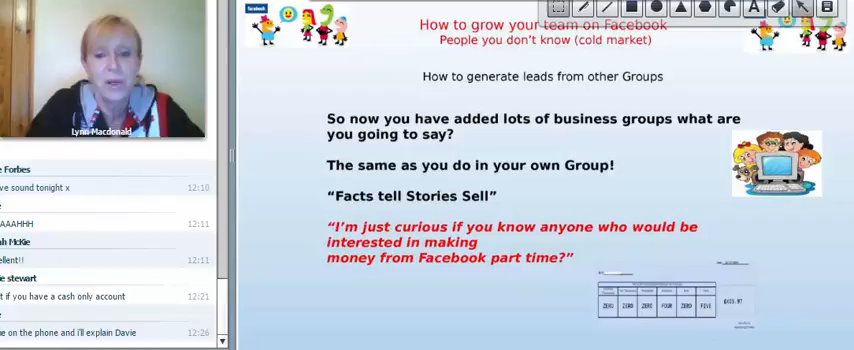 facebook
How to grow your team on Facebook
People you don't know (cold market)
How to generate leads from other Groups
So now you have added lots of business groups what are
you going to say?
The same as you do in your own Group!
“Facts tell Stories Sell”
“I'm just curious if you know anyone who would be
interested in making
money from Facebook part time?”
ZERO ZERO ZERO FOUR ZERO FIVE
Lynn Macdonald
Forbes
ve sound tonight x 12:10
AAAHHH 12:11
ah McKie
ellent!! 12:11
ie stewart
t if you have a cash only account 12:21
e on the phone and i'll explain Davie 12:26